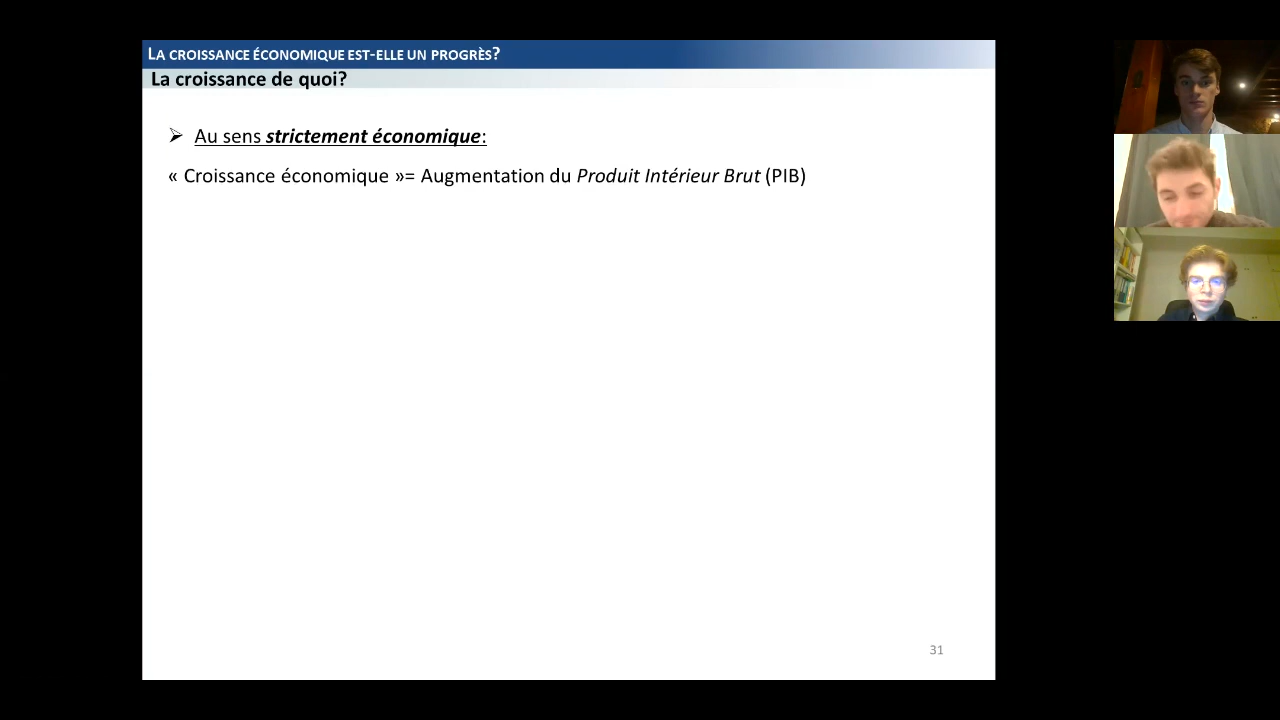 LA CROISSANCE ÉCONOMIQUE EST-ELLE UN PROGRÈS?
La croissance de quoi?
➢ Au sens strictement économique:
« Croissance économique »= Augmentation du Produit Intérieur Brut (PIB)
31